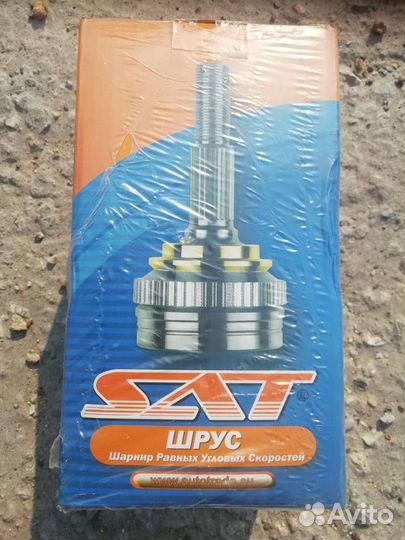 SAT®
ШРУС
Шарнир Равных Угловых Скоростей
www.autotrade.su
Avito